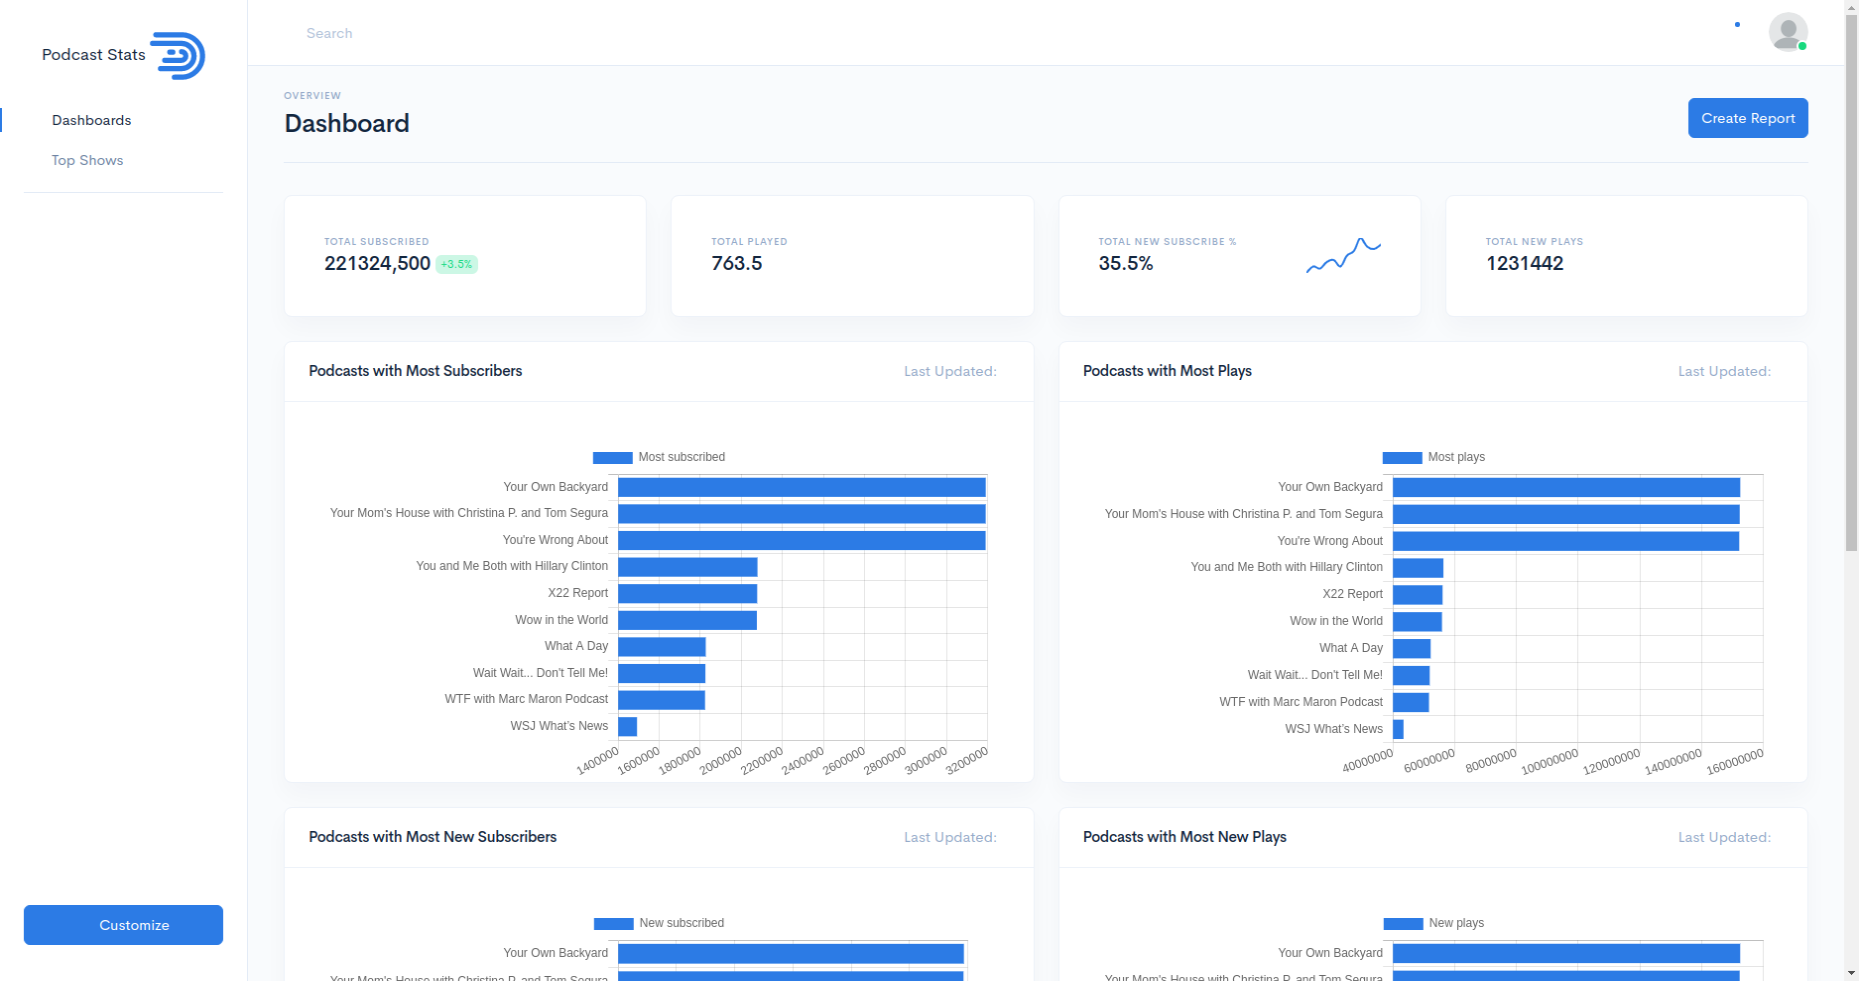 Podcast Stats
Dashboards
Top Shows
Customize
Search
OVERVIEW
Dashboard
Create Report
TOTAL SUBSCRIBED
221324,500 +3.5%
TOTAL PLAYED
763.5
TOTAL NEW SUBSCRIBE %
35.5%
TOTAL NEW PLAYS
1231442
Podcasts with Most Subscribers
Last Updated:
Most subscribed
Your Own Backyard
Your Mom's House with Christina P. and Tom Segura
You're Wrong About
You and Me Both with Hillary Clinton
X22 Report
Wow in the World
What A Day
Wait Wait... Don't Tell Me!
WTF with Marc Maron Podcast
WSJ What's News
1400000 1600000 1800000 2000000 2200000 2400000 2600000 2800000 3000000 3200000
Podcasts with Most Plays
Last Updated:
Most plays
Your Own Backyard
Your Mom's House with Christina P. and Tom Segura
You're Wrong About
You and Me Both with Hillary Clinton
X22 Report
Wow in the World
What A Day
Wait Wait... Don't Tell Me!
WTF with Marc Maron Podcast
WSJ What's News
40000000 60000000 80000000 100000000 120000000 140000000 160000000
Podcasts with Most New Subscribers
Last Updated:
New subscribed
Your Own Backyard
Your Mom's House with Christina P. and Tom Segura
Podcasts with Most New Plays
Last Updated:
New plays
Your Own Backyard
Your Mom's House with Christina P. and Tom Segura